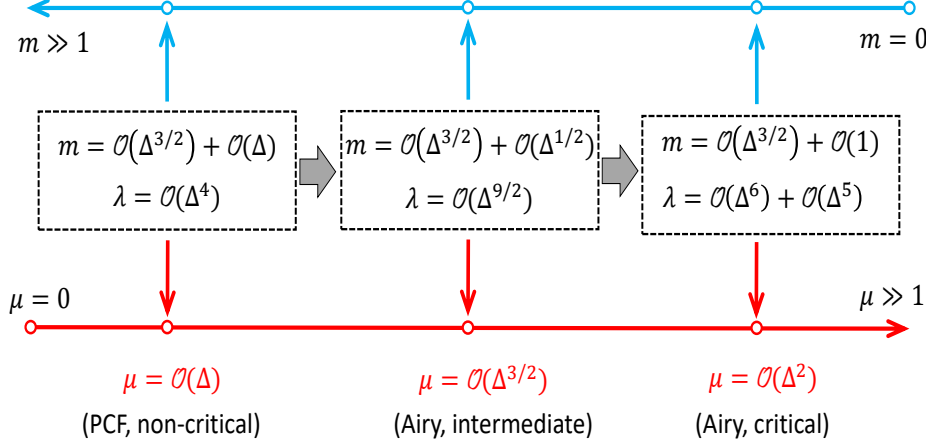 m ≫ 1
m = 0
m = 𝒪(Δ^{3/2}) + 𝒪(Δ)
λ = 𝒪(Δ^4)
m = 𝒪(Δ^{3/2}) + 𝒪(Δ^{1/2})
λ = 𝒪(Δ^{9/2})
m = 𝒪(Δ^{3/2}) + 𝒪(1)
λ = 𝒪(Δ^6) + 𝒪(Δ^5)
μ = 0
μ ≫ 1
μ = 𝒪(Δ)
(PCF, non-critical)
μ = 𝒪(Δ^{3/2})
(Airy, intermediate)
μ = 𝒪(Δ^2)
(Airy, critical)